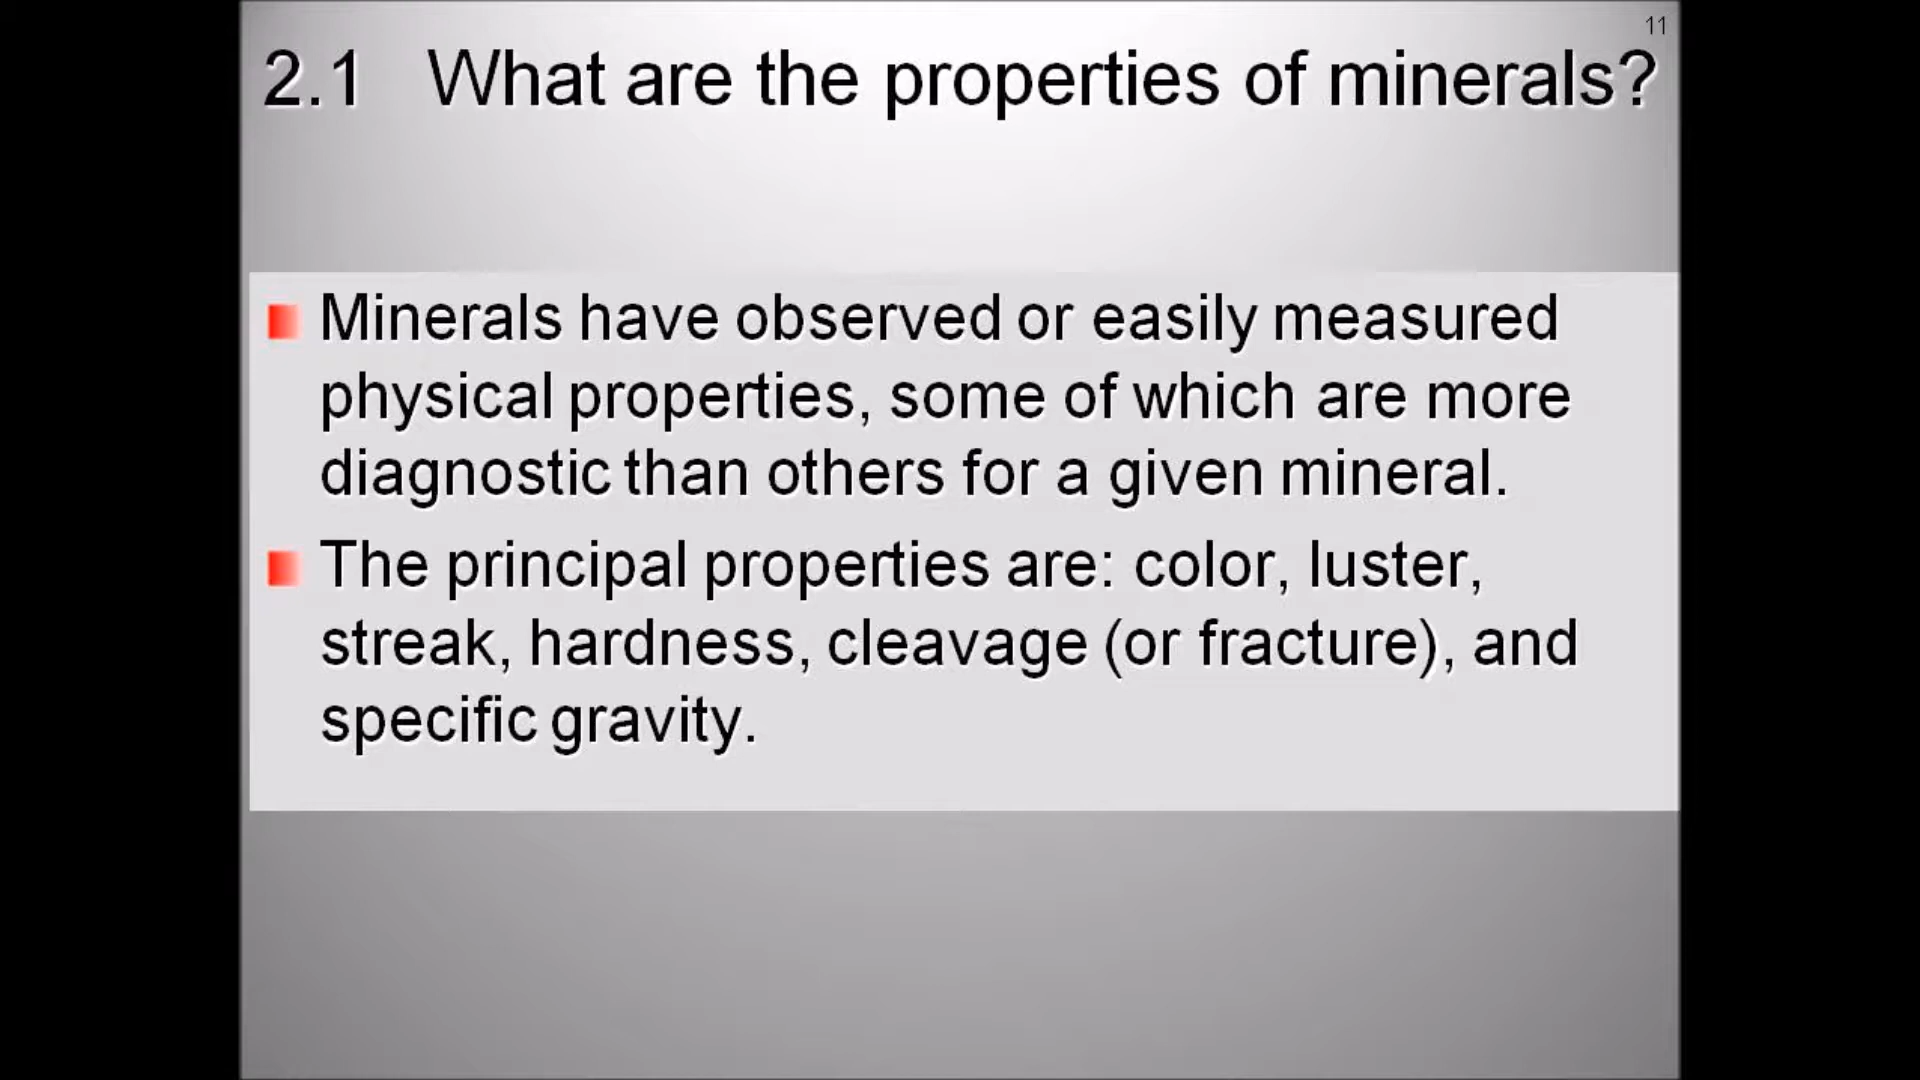 11
2.1 What are the properties of minerals?
Minerals have observed or easily measured
physical properties, some of which are more
diagnostic than others for a given mineral.
The principal properties are: color, luster,
streak, hardness, cleavage (or fracture), and
specific gravity.